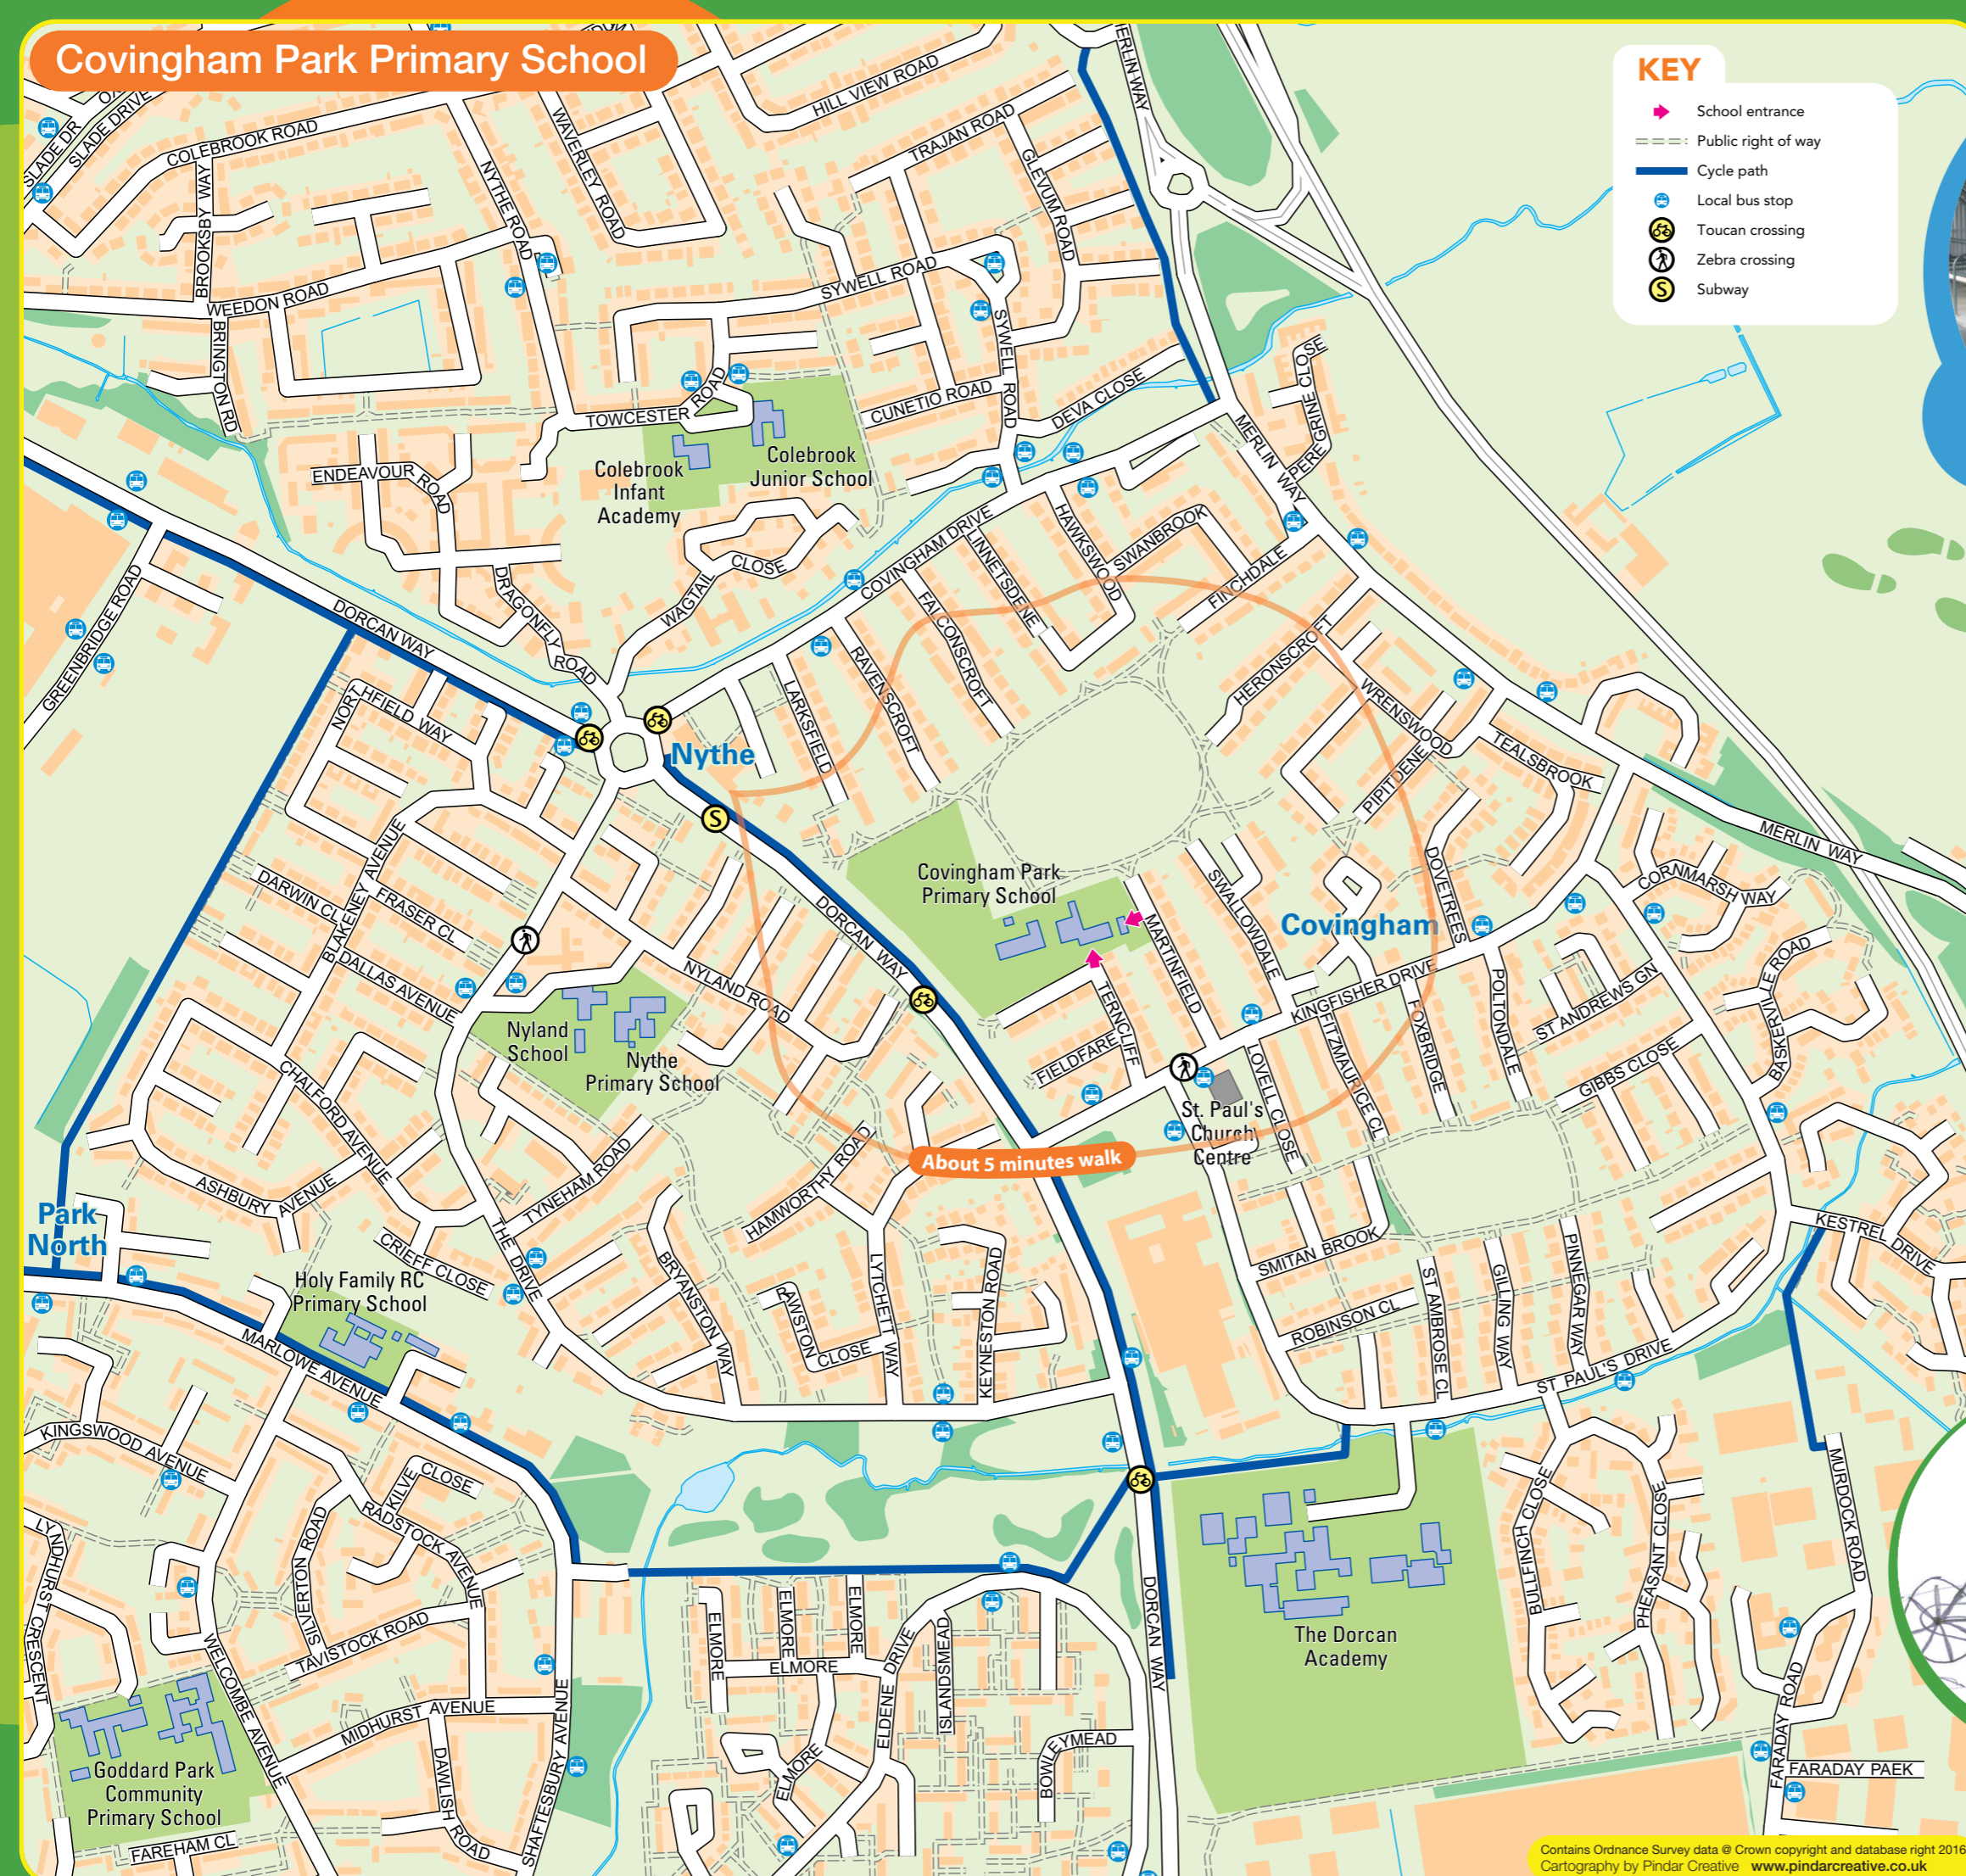 Covingham Park Primary School
KEY
School entrance
Public right of way
Cycle path
Local bus stop
Toucan crossing
Zebra crossing
S Subway
SLADE DR
SLADE DRIVE
COLEBROOK ROAD
BROOKSBY WAY
WEEDON ROAD
BRINGTON RD
NYTHE ROAD
WAVERLEY ROAD
HILL VIEW ROAD
TRAJAN ROAD
GLEVUM ROAD
SYWELL ROAD
SYWELL ROAD
CUNETIO ROAD
DEVA CLOSE
TOWCESTER ROAD
Colebrook
Infant
Academy
Colebrook
Junior School
ENDEAVOUR ROAD
DRAGONFLY ROAD
WAGTAIL CLOSE
COVINGHAM DRIVE
MERLIN WAY
PEREGRINE CLOSE
HAWKSWOOD
SWANBROOK
LINNETSDENE
FINCHDALE
FALCONSCROFT
RAVENSCROFT
LARKSFIELD
HERONSCROFT
WRENSWOOD
PIPITDENE
TEALSBROOK
DOVETREES
MERLIN WAY
CORNMARSH WAY
BASKERVILLE ROAD
GREENBRIDGE ROAD
DORCAN WAY
NORTHFIELD WAY
Nythe
S
DARWIN CL
BLAKENEY AVENUE
FRASER CL
DALLAS AVENUE
NYLAND ROAD
DORCAN WAY
Covingham Park
Primary School
Covingham
MARTINFIELD
SWALLOWDALE
TERNCLIFF
FIELDFARE
KINGFISHER DRIVE
FOXBRIDGE
POLTONDALE
ST ANDREWS GN
GIBBS CLOSE
LOVELL CLOSE
FITZMAURICE CL
St. Paul's
Church
Centre
Nyland
School
Nythe
Primary School
CHALFORD AVENUE
ASHBURY AVENUE
TYNEHAM ROAD
THE DRIVE
CRIEFF CLOSE
HAMWORTHY ROAD
About 5 minutes walk
BRYANSTON WAY
RAWSTON CLOSE
LYTCHETT WAY
KEYNESTON ROAD
SMITAN BROOK
ROBINSON CL
ST AMBROSE CL
GILLING WAY
PINNEGAR WAY
ST PAUL'S DRIVE
KESTREL DRIVE
Park
North
Holy Family RC
Primary School
MARLOWE AVENUE
KINGSWOOD AVENUE
KILVE CLOSE
RADSTOCK AVENUE
LYNDHURST CRESCENT
SILVERTON ROAD
TAVISTOCK ROAD
WELCOMBE AVENUE
MIDHURST AVENUE
DAWLISH ROAD
SHAFTESBURY AVENUE
Goddard Park
Community
Primary School
FAREHAM CL
ELMORE
ELMORE
ELMORE
ELMORE
ELMORE
ELDENE DRIVE
ISLANDSMEAD
BOWLEYMEAD
DORCAN WAY
The Dorcan
Academy
BULLFINCH CLOSE
PHEASANT CLOSE
MURDOCK ROAD
FARADAY ROAD
FARADAY PAEK
Contains Ordnance Survey data @ Crown copyright and database right 2016
Cartography by Pindar Creative www.pindarcreative.co.uk